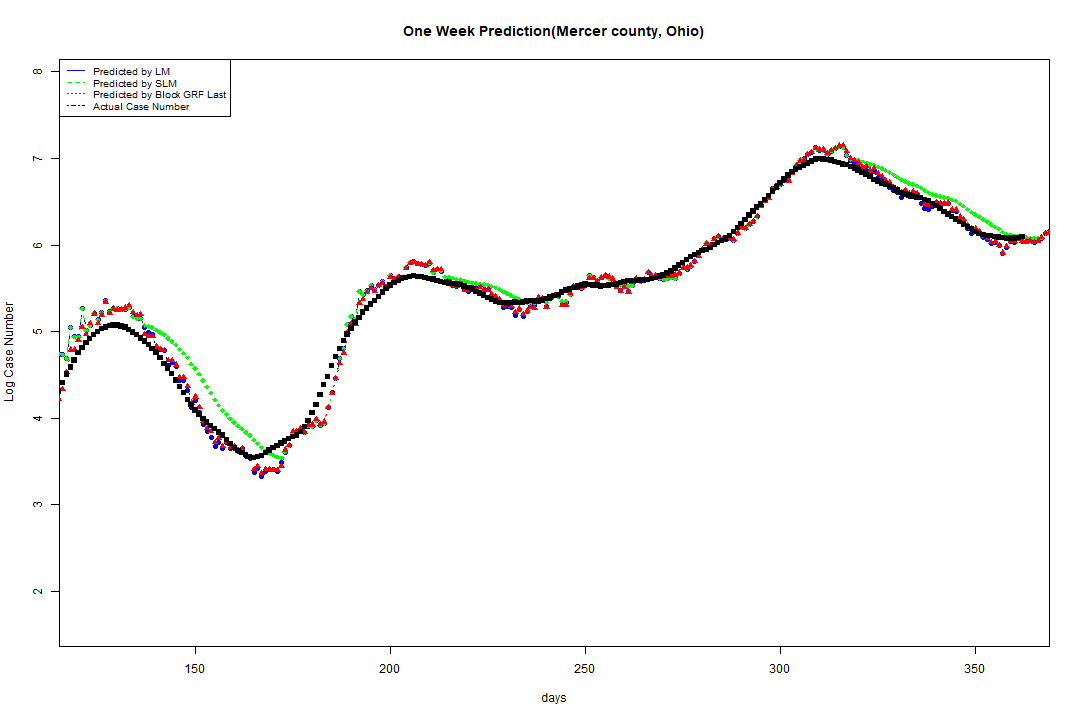 One Week Prediction(Mercer county, Ohio)
Predicted by LM
Predicted by SLM
Predicted by Block GRF Last
Actual Case Number
8
7
6
5
4
3
2
Log Case Number
150 200 250 300 350
days